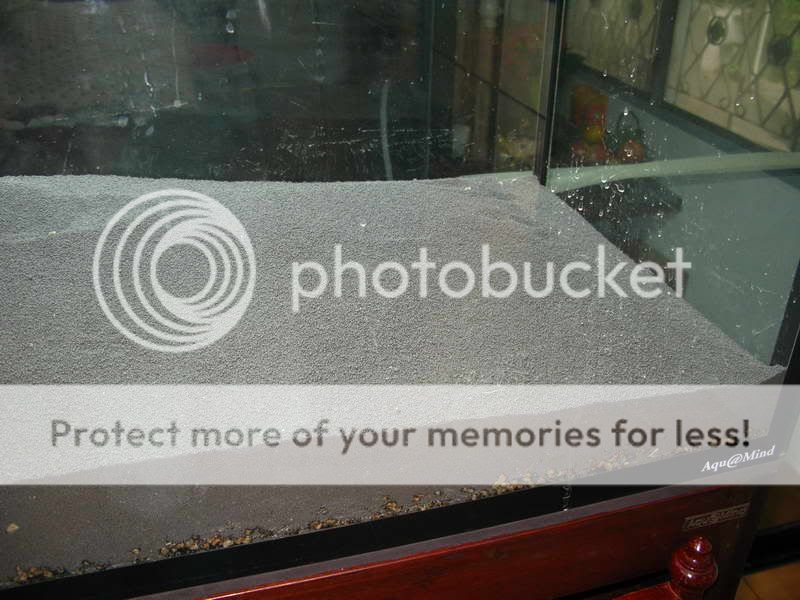 photobucket
Protect more of your memories for less!
Aqu@Mind